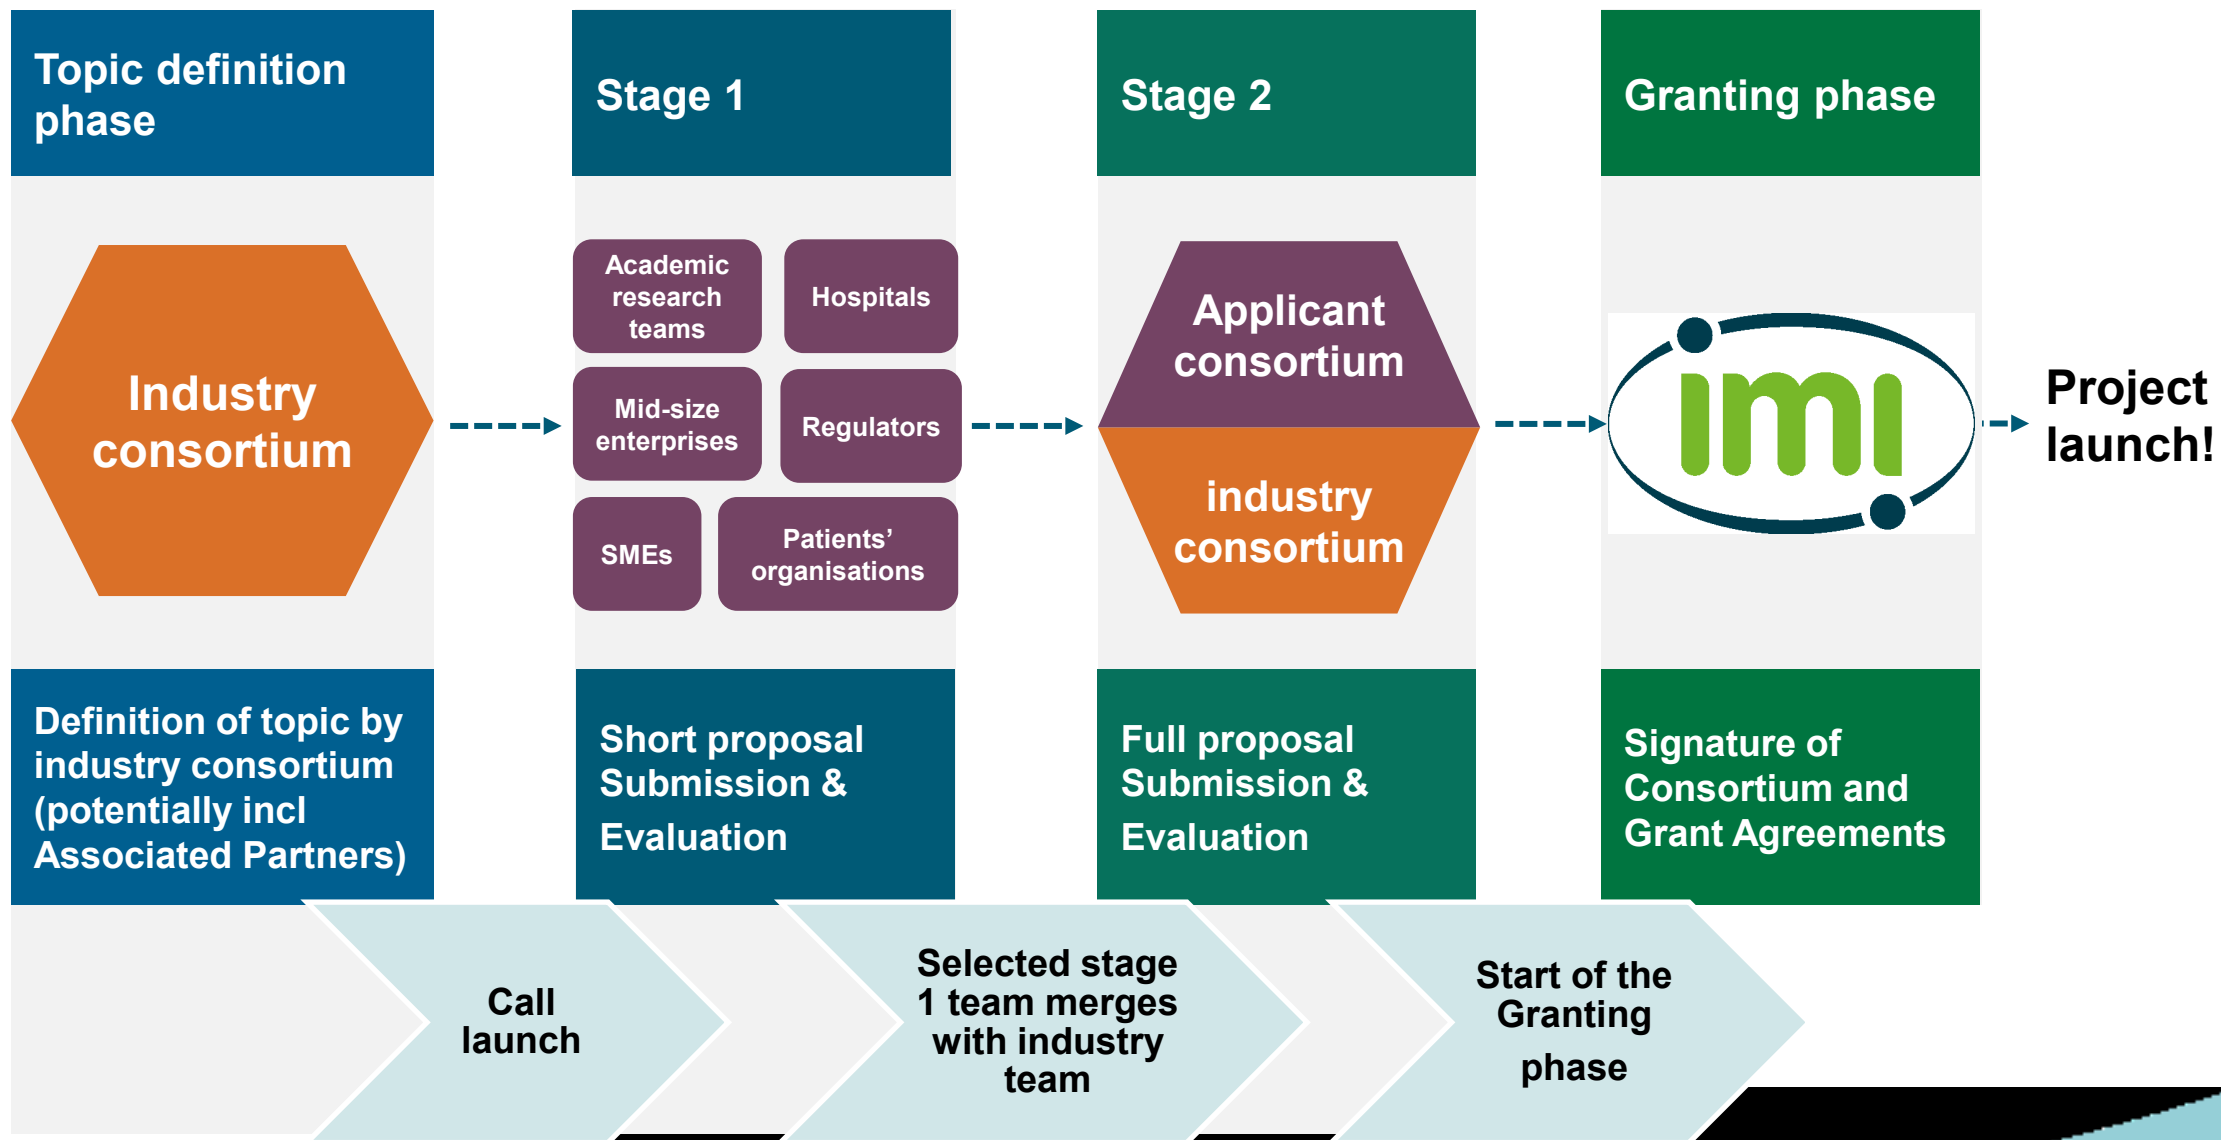 Topic definition
phase
Stage 1
Stage 2
Granting phase
Industry
consortium
Academic
research
teams
Hospitals
Mid-size
enterprises
Regulators
SMEs
Patients’
organisations
Applicant
consortium
industry
consortium
imi
Project
launch!
Definition of topic by
industry consortium
(potentially incl
Associated Partners)
Short proposal
Submission &
Evaluation
Full proposal
Submission &
Evaluation
Signature of
Consortium and
Grant Agreements
Call
launch
Selected stage
1 team merges
with industry
team
Start of the
Granting
phase